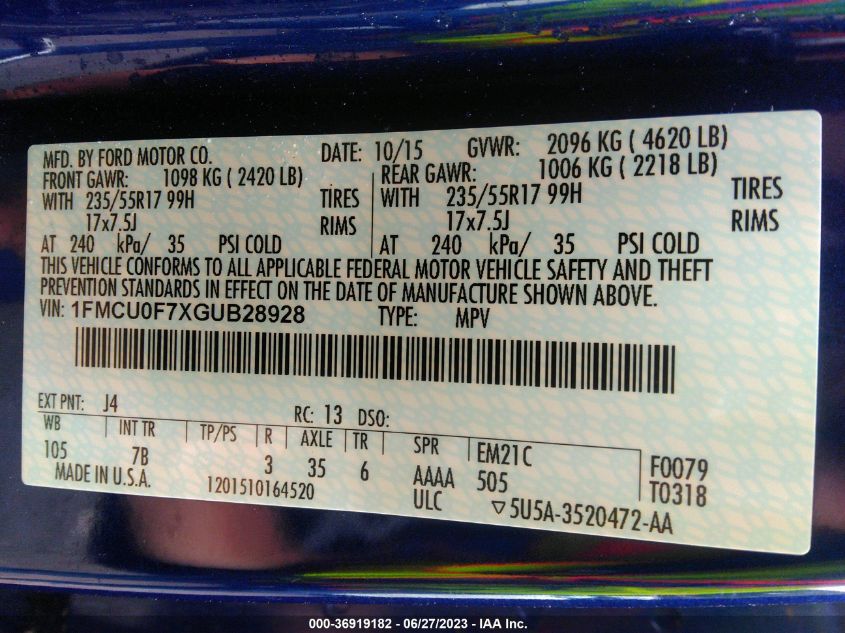 MFD. BY FORD MOTOR CO. DATE: 10/15 GVWR: 2096 KG ( 4620 LB)
FRONT GAWR: 1098 KG ( 2420 LB) REAR GAWR: 1006 KG ( 2218 LB)
WITH 235/55R17 99H TIRES WITH 235/55R17 99H TIRES
17x7.5J RIMS 17x7.5J RIMS
AT 240 kPa/ 35 PSI COLD AT 240 kPa/ 35 PSI COLD
THIS VEHICLE CONFORMS TO ALL APPLICABLE FEDERAL MOTOR VEHICLE SAFETY AND THEFT
PREVENTION STANDARDS IN EFFECT ON THE DATE OF MANUFACTURE SHOWN ABOVE.
VIN: 1FMCU0F7XGUB28928 TYPE: MPV
EXT PNT: J4 RC: 13 DSO:
WB INT TR TP/PS R AXLE TR SPR EM21C F0079
105 7B 3 35 6 AAAA 505 T0318
MADE IN U.S.A. 1201510164520 ULC ▽5U5A-3520472-AA
000-36919182 - 06/27/2023 - IAA Inc.